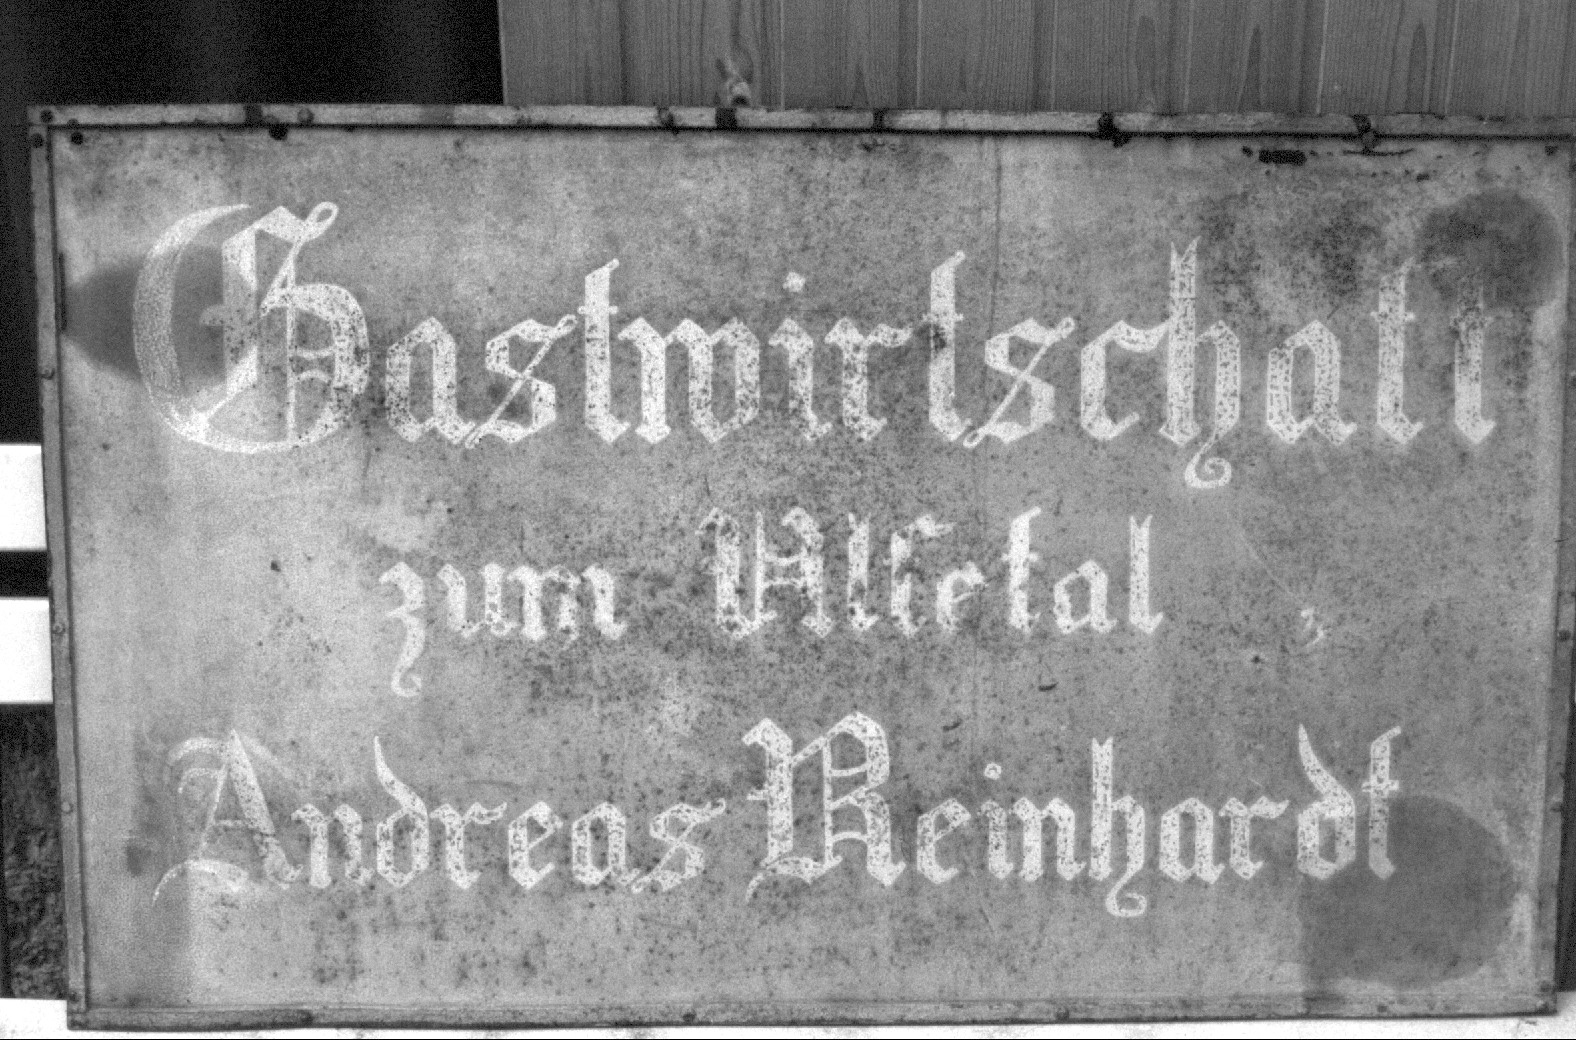 Gastwirtschaft
zum Ulfetal
Andreas Reinhardt